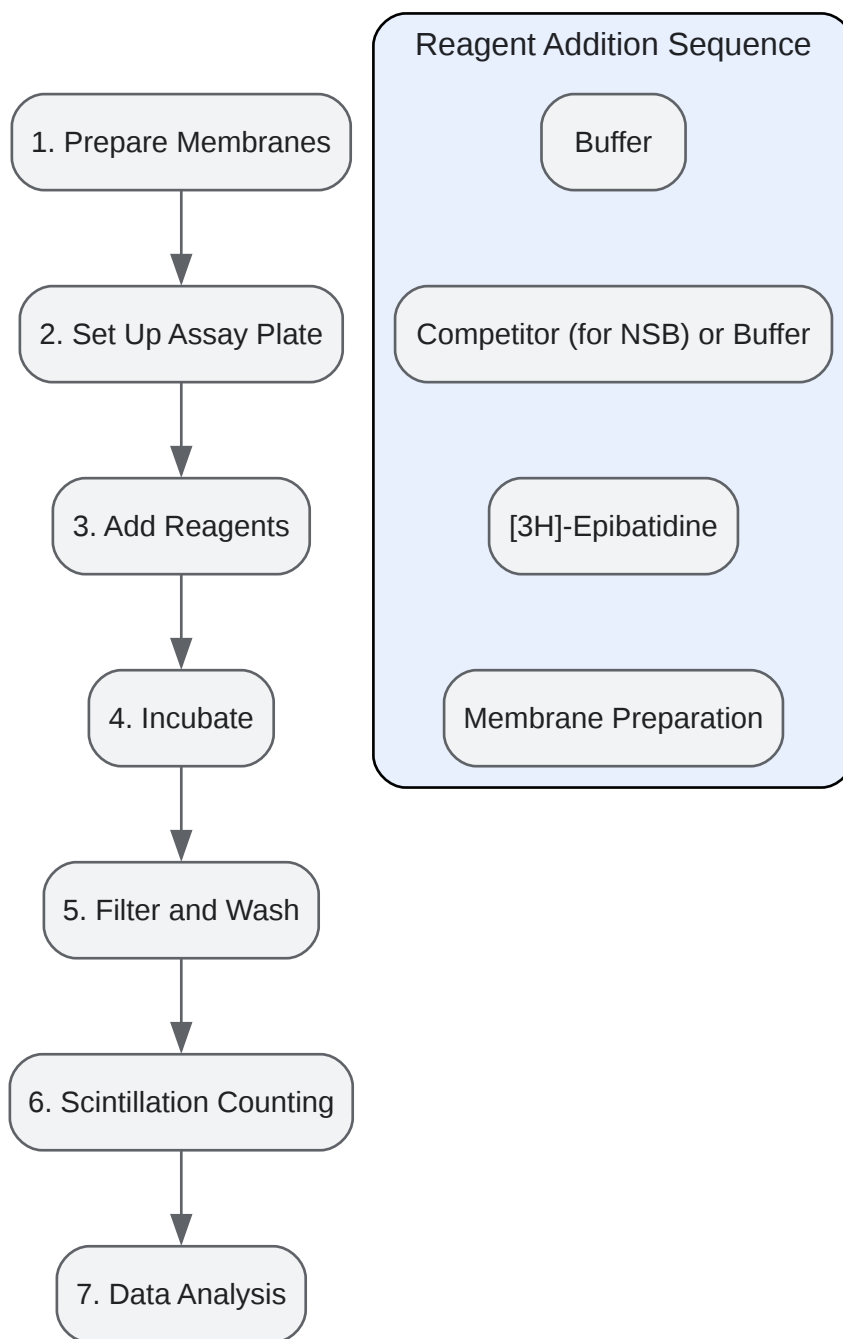 Reagent Addition Sequence
1. Prepare Membranes
Buffer
2. Set Up Assay Plate
Competitor (for NSB) or Buffer
3. Add Reagents
[3H]-Epibatidine
4. Incubate
Membrane Preparation
5. Filter and Wash
6. Scintillation Counting
7. Data Analysis